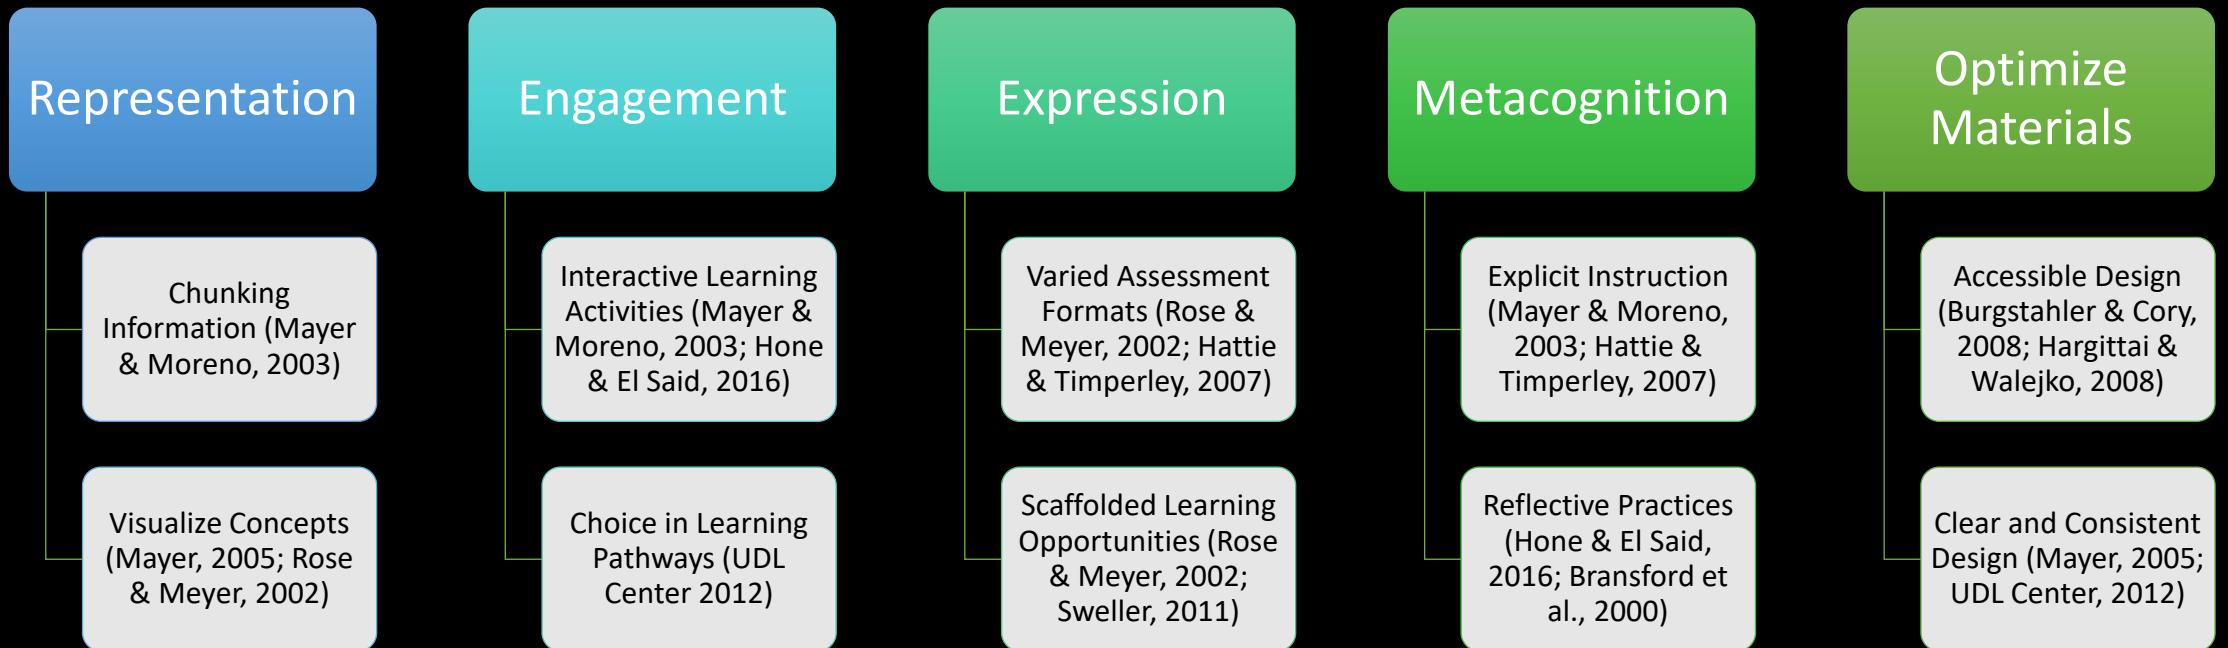 Representation
Chunking
Information (Mayer
& Moreno, 2003)
Visualize Concepts
(Mayer, 2005; Rose
& Meyer, 2002)
Engagement
Interactive Learning
Activities (Mayer &
Moreno, 2003; Hone
& El Said, 2016)
Choice in Learning
Pathways (UDL
Center 2012)
Expression
Varied Assessment
Formats (Rose &
Meyer, 2002; Hattie
& Timperley, 2007)
Scaffolded Learning
Opportunities (Rose
& Meyer, 2002;
Sweller, 2011)
Metacognition
Explicit Instruction
(Mayer & Moreno,
2003; Hattie &
Timperley, 2007)
Reflective Practices
(Hone & El Said,
2016; Bransford et
al., 2000)
Optimize
Materials
Accessible Design
(Burgstahler & Cory,
2008; Hargittai &
Walejko, 2008)
Clear and Consistent
Design (Mayer, 2005;
UDL Center, 2012)